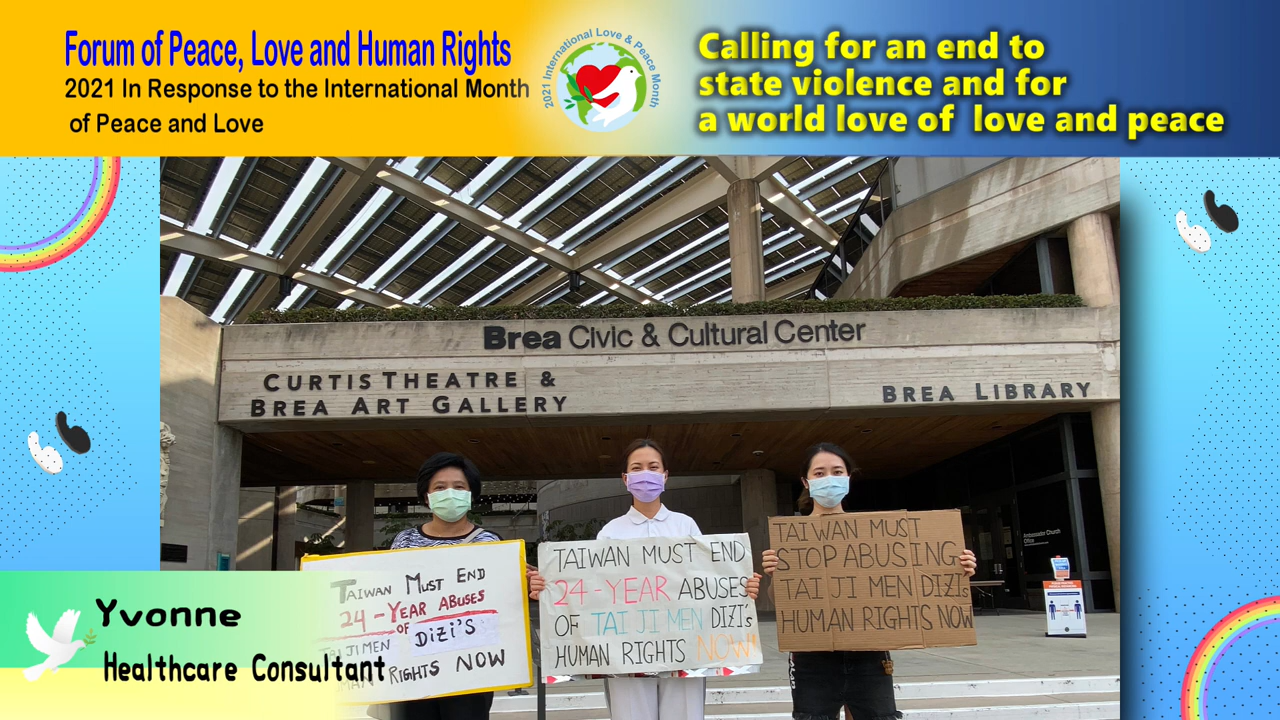 Forum of Peace, Love and Human Rights
2021 In Response to the International Month
of Peace and Love
2021 International Love & Peace Month
Calling for an end to
state violence and for
a world love of love and peace
Brea Civic & Cultural Center
CURTIS THEATRE &
BREA ART GALLERY
BREA LIBRARY
TAIWAN MUST END
24-YEAR ABUSES
OF
TAI JI MEN DIZI'S
RIGHTS NOW
TAIWAN MUST END
24-YEAR ABUSES
OF TAI JI MEN DIZI's
HUMAN RIGHTS NOW!
TAIWAN MUST
STOP ABUSING
TAI JI MEN DIZIs
HUMAN RIGHTS NOW
Ambassador Church
Office
Yvonne
Healthcare Consultant